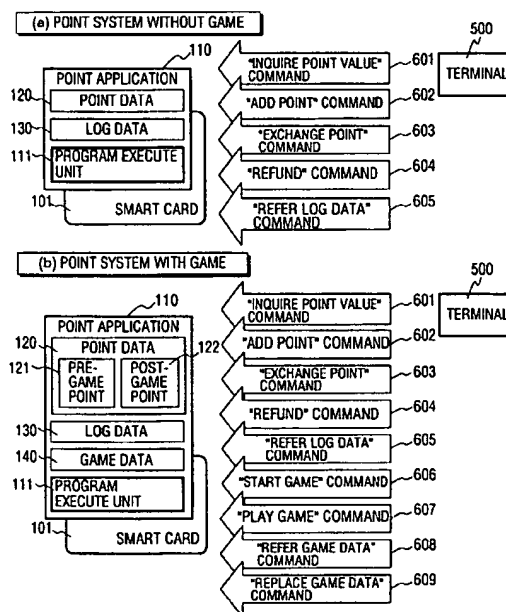 (a) POINT SYSTEM WITHOUT GAME
110
POINT APPLICATION
120
POINT DATA
130
LOG DATA
111
PROGRAM EXECUTE
UNIT
101
SMART CARD
"INQUIRE POINT VALUE"
COMMAND
601
"ADD POINT" COMMAND
602
"EXCHANGE POINT"
COMMAND
603
"REFUND" COMMAND
604
"REFER LOG DATA"
COMMAND
605
500
TERMINAL
(b) POINT SYSTEM WITH GAME
110
POINT APPLICATION
120
POINT DATA
122
121
PRE-
GAME
POINT
POST-
GAME
POINT
130
LOG DATA
140
GAME DATA
111
PROGRAM
EXECUTE UNIT
101
SMART CARD
"INQUIRE POINT VALUE"
COMMAND
601
"ADD POINT" COMMAND
602
"EXCHANGE POINT"
COMMAND
603
"REFUND" COMMAND
604
"REFER LOG DATA"
COMMAND
605
"START GAME" COMMAND
606
"PLAY GAME" COMMAND
607
"REFER GAME DATA"
COMMAND
608
"REPLACE GAME DATA"
COMMAND
609
500
TERMINAL